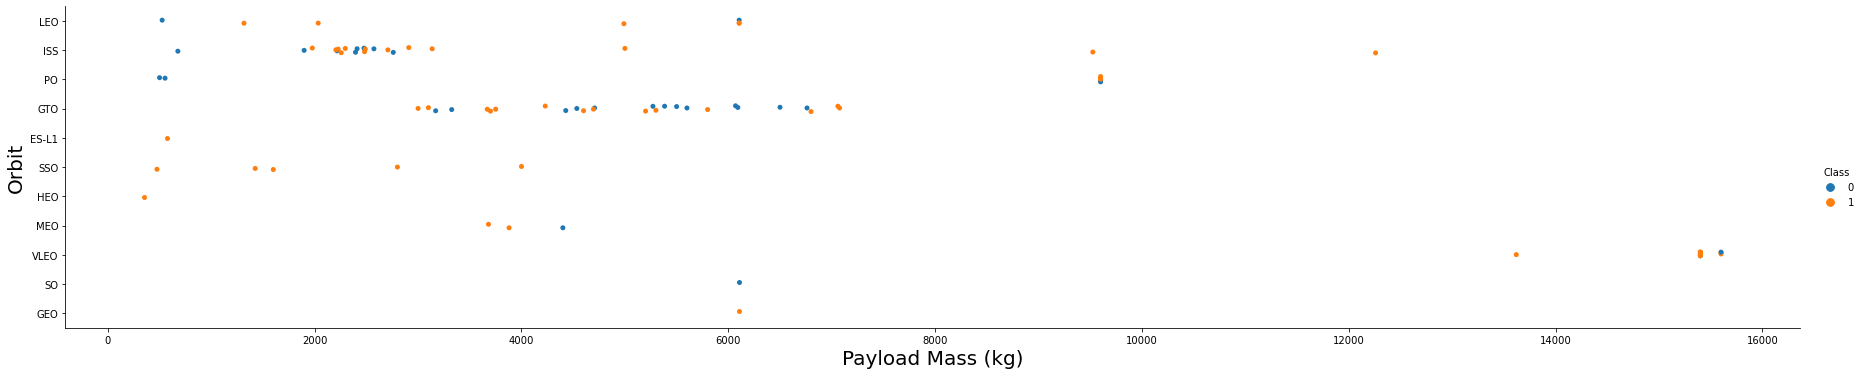 Orbit
LEO
ISS
PO
GTO
ES-L1
SSO
HEO
MEO
VLEO
SO
GEO
0 2000 4000 6000 8000 10000 12000 14000 16000
Payload Mass (kg)
Class
0
1